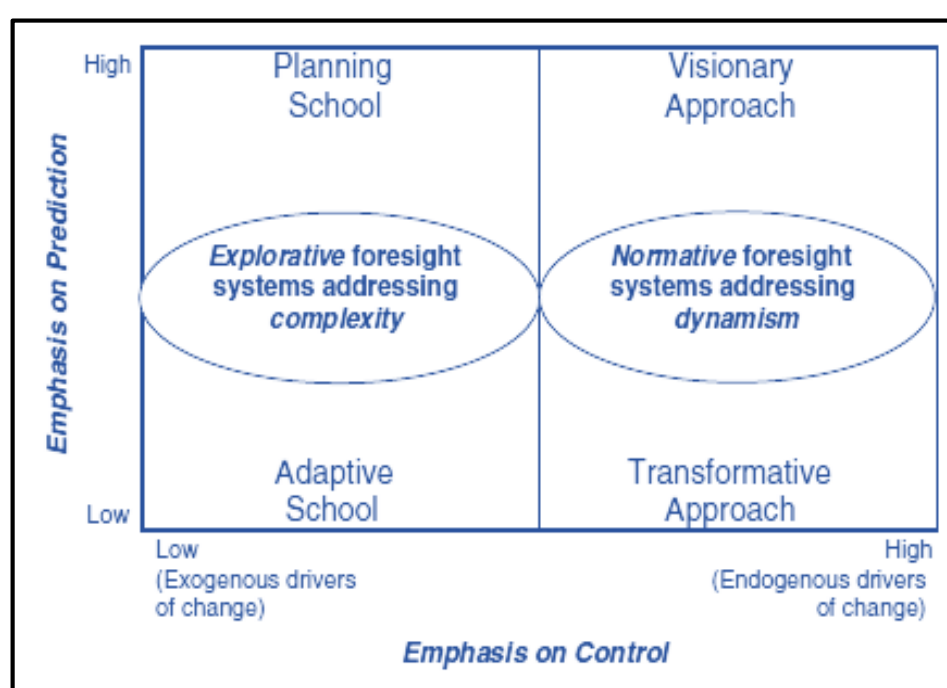 High
Planning
School
Visionary
Approach
Emphasis on Prediction
Explorative foresight
systems addressing
complexity
Normative foresight
systems addressing
dynamism
Adaptive
School
Transformative
Approach
Low
Low
(Exogenous drivers
of change)
High
(Endogenous drivers
of change)
Emphasis on Control